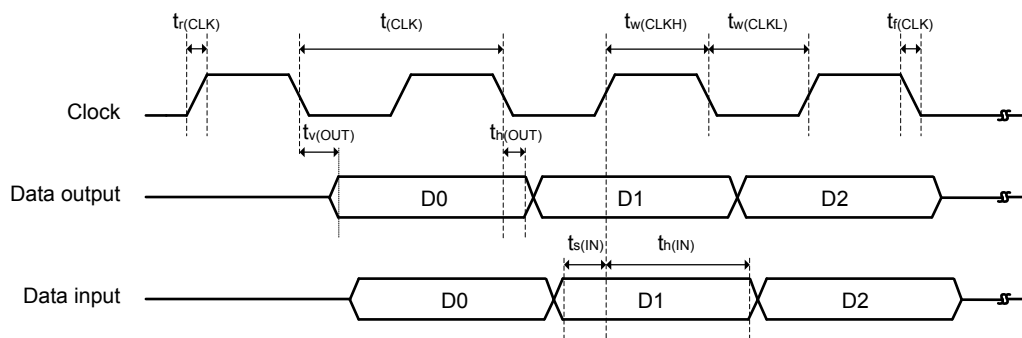 tr(CLK) t(CLK) tw(CLKH) tw(CLKL) tf(CLK)
Clock
tv(OUT) th(OUT)
Data output D0 D1 D2
ts(IN) th(IN)
Data input D0 D1 D2